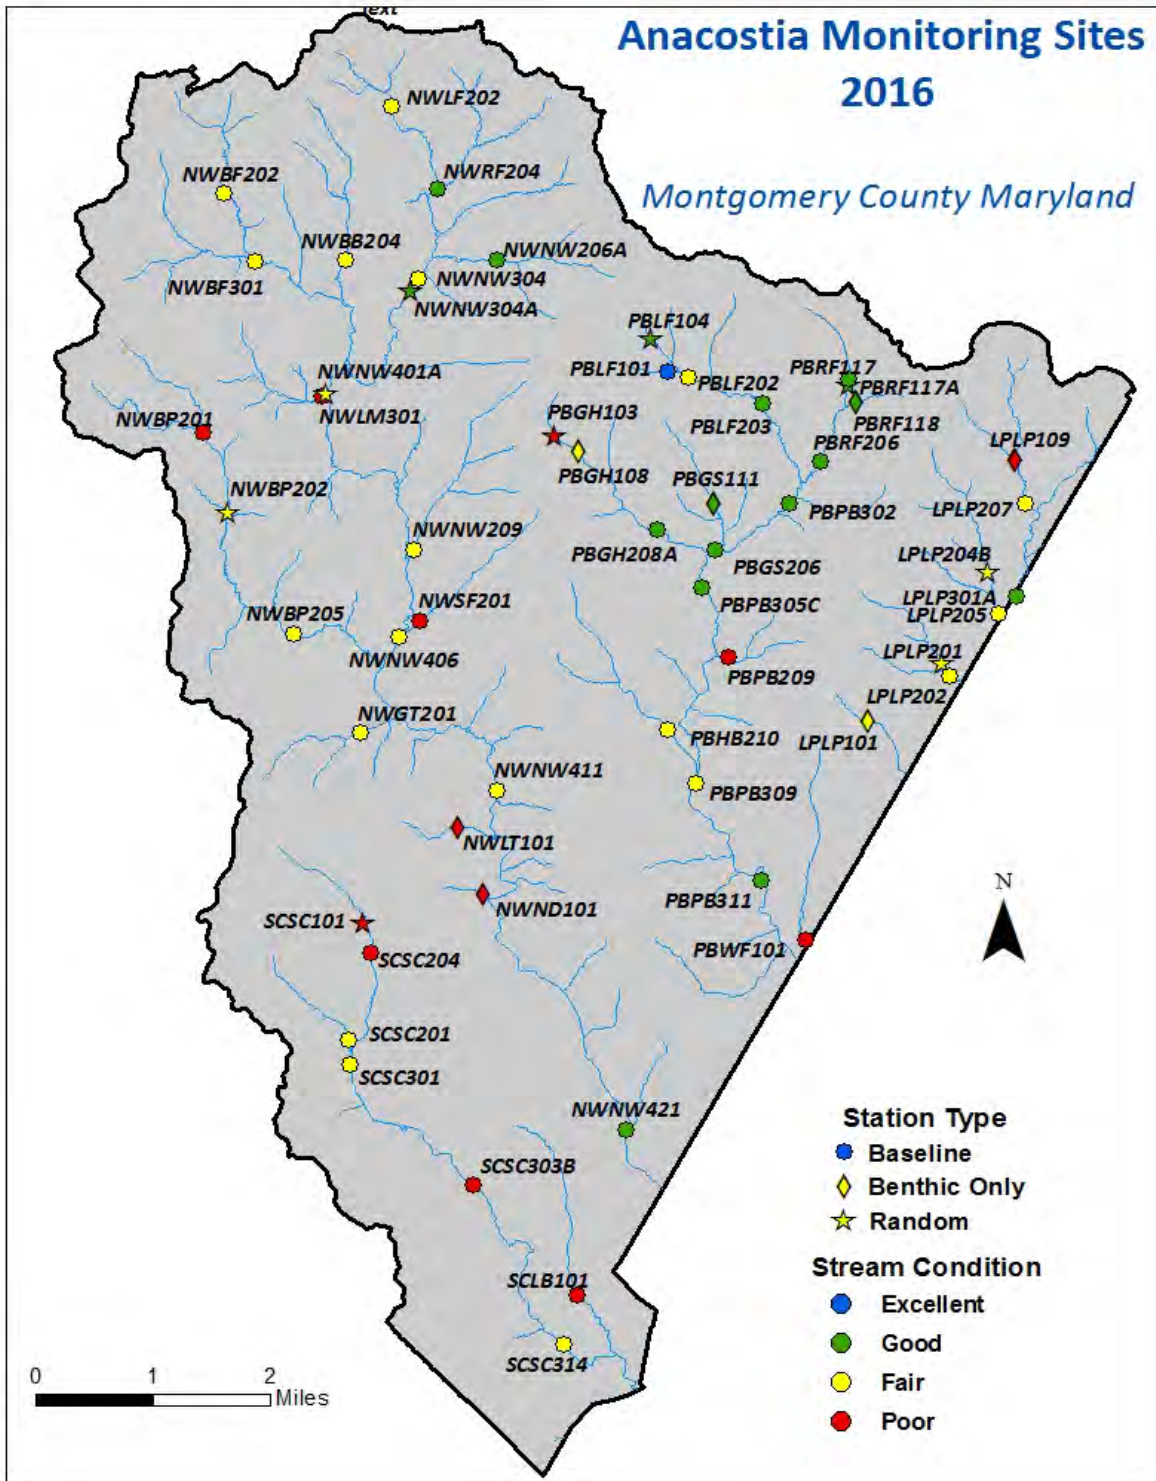 text
Anacostia Monitoring Sites
2016
Montgomery County Maryland
NWLF202
NWBF202
NWRF204
NWBB204
NWNW206A
NWBF301
NWNW304
NWNW304A
PBLF104
PBLF101
PBLF202
PBRF117
PBRF117A
NWNW401A
NWLM301
NWBP201
PBGH103
PBLF203
PBRF118
PBRF206
LPLP109
PBGH108
PBGS111
NWBP202
PBPB302
LPLP207
NWNW209
PBGH208A
PBGS206
LPLP204B
NWSF201
PBPB305C
LPLP301A
LPLP205
NWBP205
NWNW406
LPLP201
PBPB209
LPLP202
NWGT201
PBHB210
LPLP101
NWNW411
PBPB309
NWLT101
PBPB311
N
NWND101
SCSC101
PBWF101
SCSC204
SCSC201
SCSC301
NWNW421
SCSC303B
SCLB101
SCSC314
Station Type
Baseline
Benthic Only
Random
Stream Condition
Excellent
Good
Fair
Poor
0 1 2
Miles